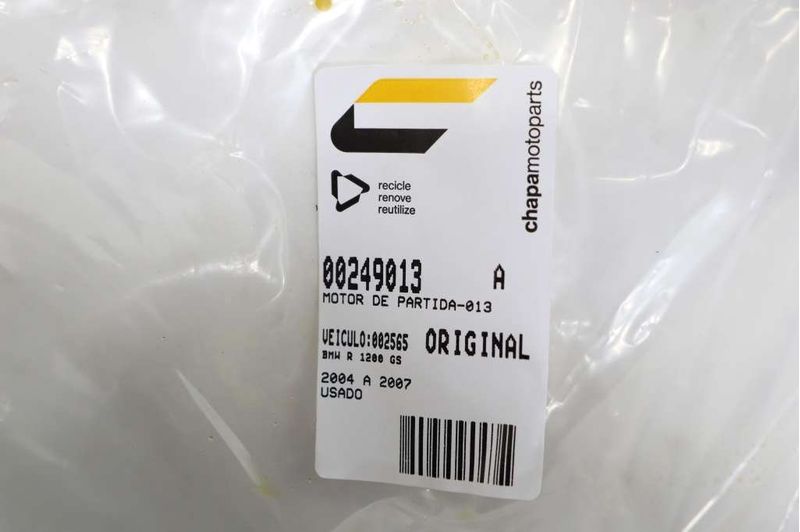 chapamotoparts
recicle
renove
reutilize
00249013 A
MOTOR DE PARTIDA-013
VEICULO:002565 ORIGINAL
BMW R 1200 GS
2004 A 2007
USADO